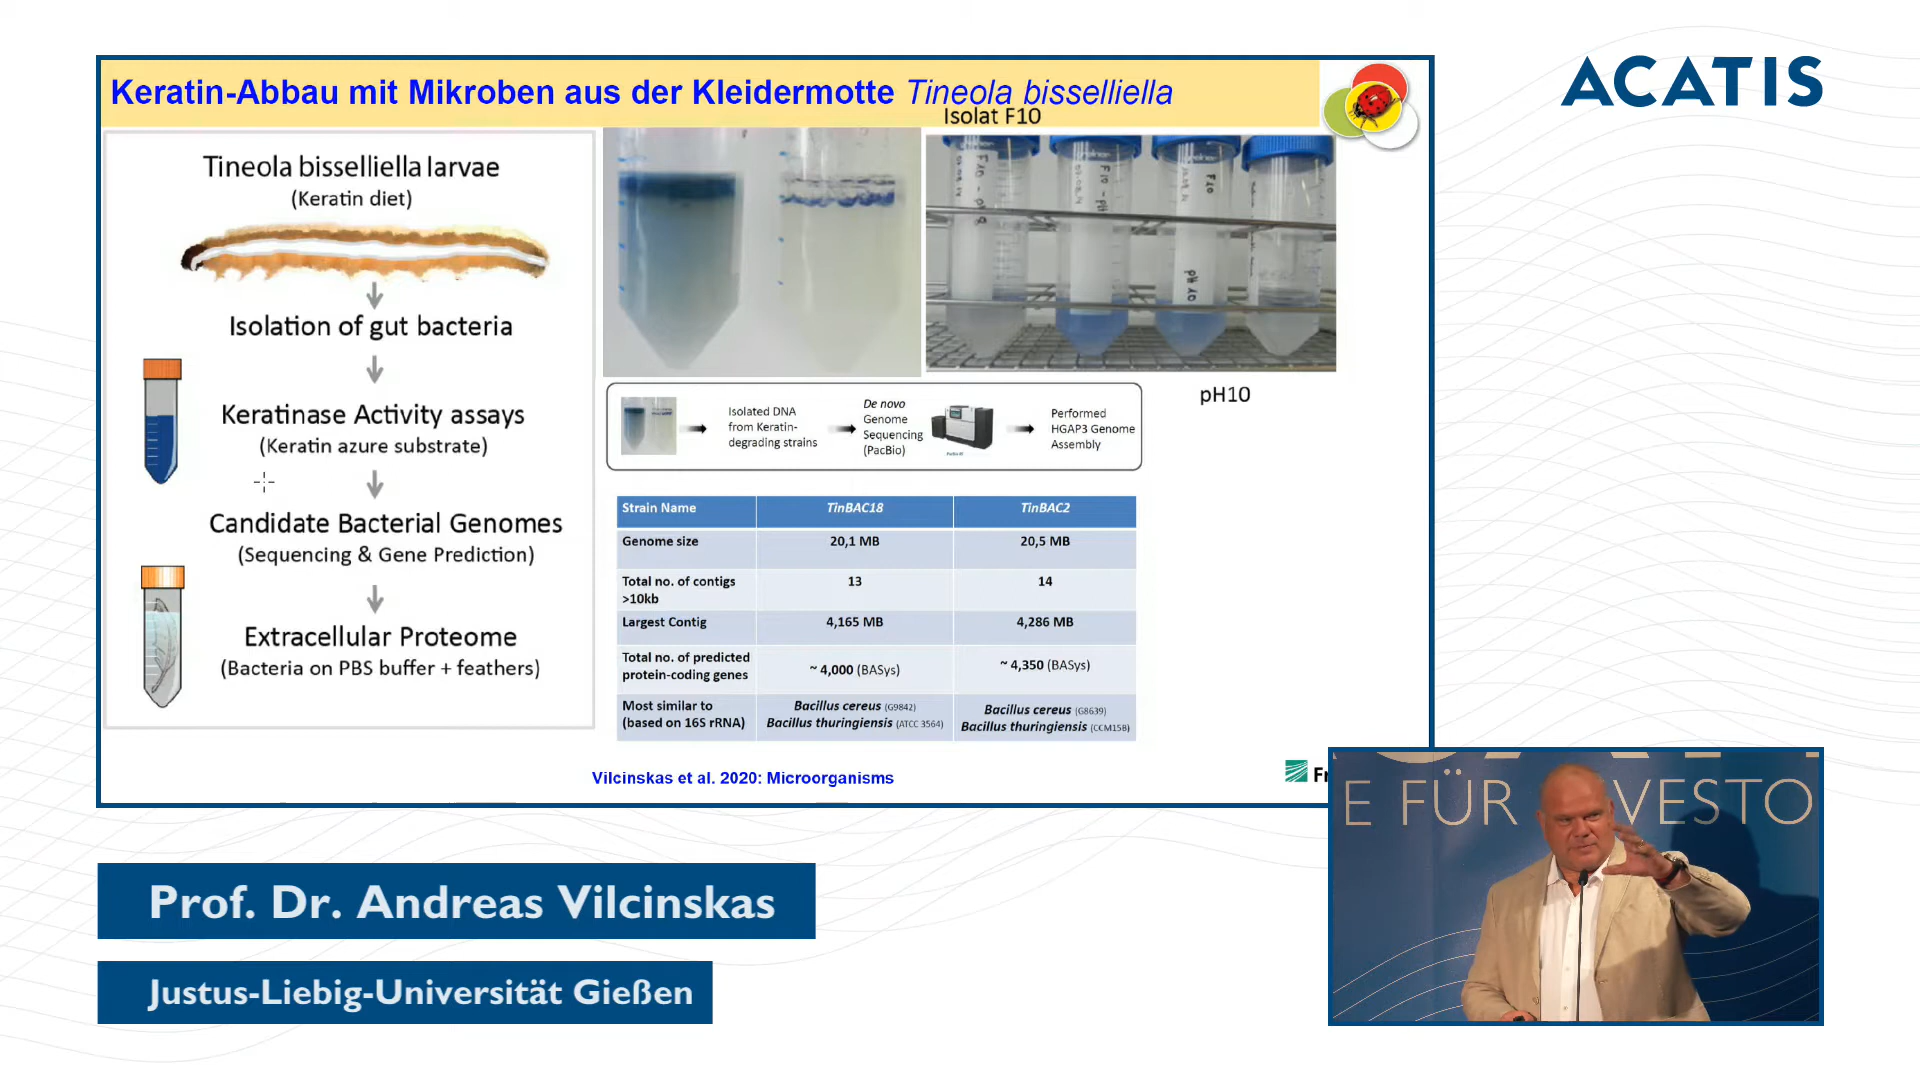 ACATIS
Keratin-Abbau mit Mikroben aus der Kleidermotte Tineola bisselliella
Isolat F10
Tineola bisselliella larvae
(Keratin diet)
Isolation of gut bacteria
Keratinase Activity assays
(Keratin azure substrate)
Candidate Bacterial Genomes
(Sequencing & Gene Prediction)
Extracellular Proteome
(Bacteria on PBS buffer + feathers)
F10
pH 10
pH10
Isolated DNA
from Keratin-
degrading strains
De novo
Genome
Sequencing
(PacBio)
Performed
HGAP3 Genome
Assembly
Strain Name TinBAC18 TinBAC2
Genome size 20,1 MB 20,5 MB
Total no. of contigs
>10kb 13 14
Largest Contig 4,165 MB 4,286 MB
Total no. of predicted
protein-coding genes ~ 4,000 (BASys) ~ 4,350 (BASys)
Most similar to
(based on 16S rRNA) Bacillus cereus (G9842) Bacillus thuringiensis (ATCC 3564) Bacillus cereus (G8639) Bacillus thuringiensis (CCM15B)
Vilcinskas et al. 2020: Microorganisms
Fr
E FÜR VESTO
Prof. Dr. Andreas Vilcinskas
Justus-Liebig-Universität Gießen